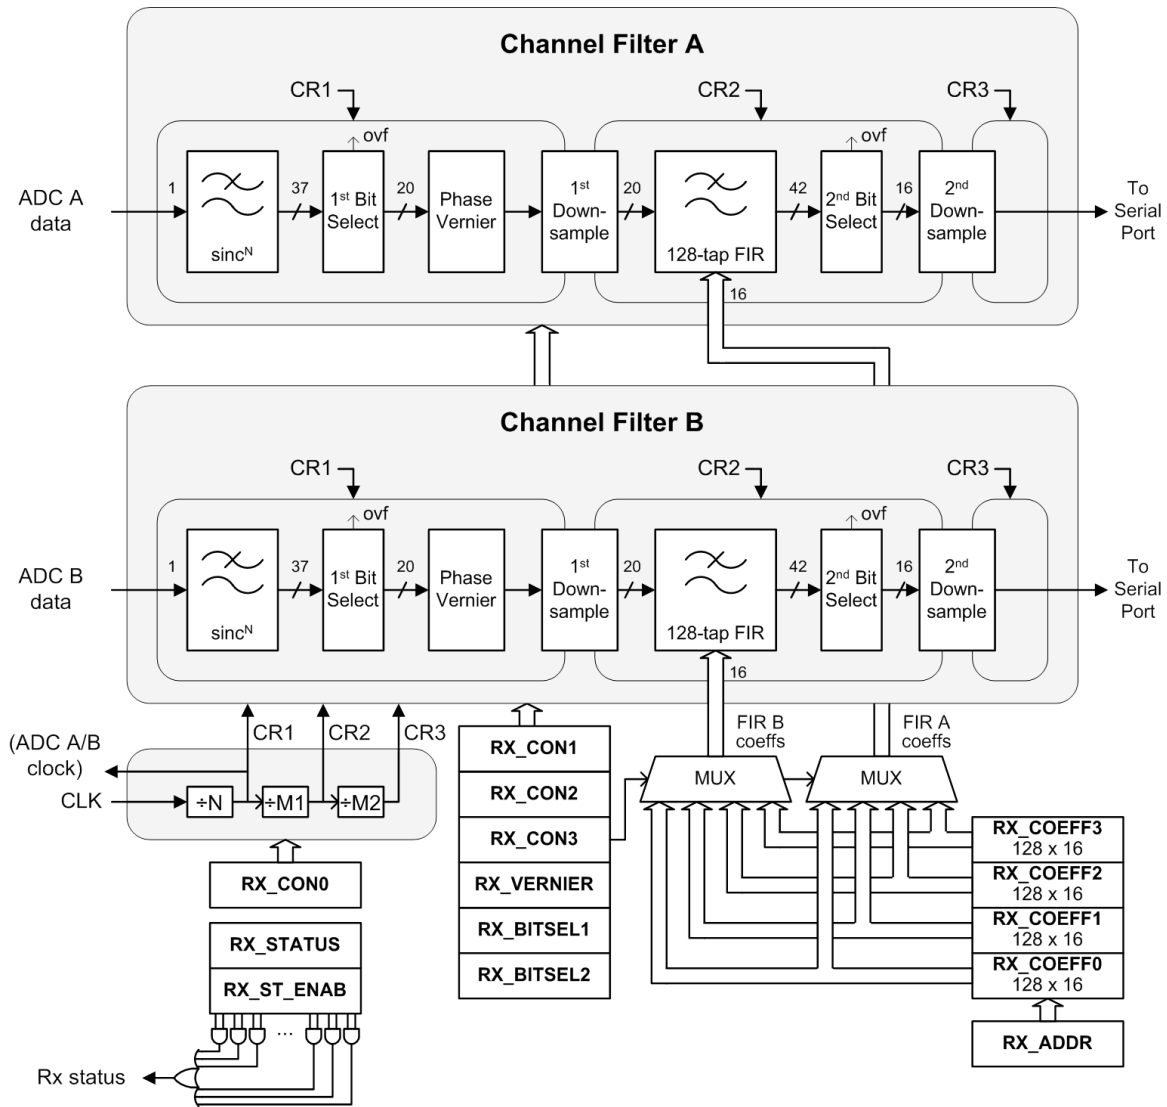 Channel Filter A
CR1
CR2
CR3
ovf
ovf
ADC A
data
1
sincᴺ
37
1st Bit
Select
20
Phase
Vernier
1st
Down-
sample
20
128-tap FIR
16
42
2nd Bit
Select
16
2nd
Down-
sample
To
Serial
Port
Channel Filter B
CR1
CR2
CR3
ovf
ovf
ADC B
data
1
sincᴺ
37
1st Bit
Select
20
Phase
Vernier
1st
Down-
sample
20
128-tap FIR
16
42
2nd Bit
Select
16
2nd
Down-
sample
To
Serial
Port
(ADC A/B
clock)
CR1
CR2
CR3
CLK
÷N
÷M1
÷M2
RX_CON0
RX_STATUS
RX_ST_ENAB
...
Rx status
RX_CON1
RX_CON2
RX_CON3
RX_VERNIER
RX_BITSEL1
RX_BITSEL2
FIR B
coeffs
FIR A
coeffs
MUX
MUX
RX_COEFF3
128 x 16
RX_COEFF2
128 x 16
RX_COEFF1
128 x 16
RX_COEFF0
128 x 16
RX_ADDR